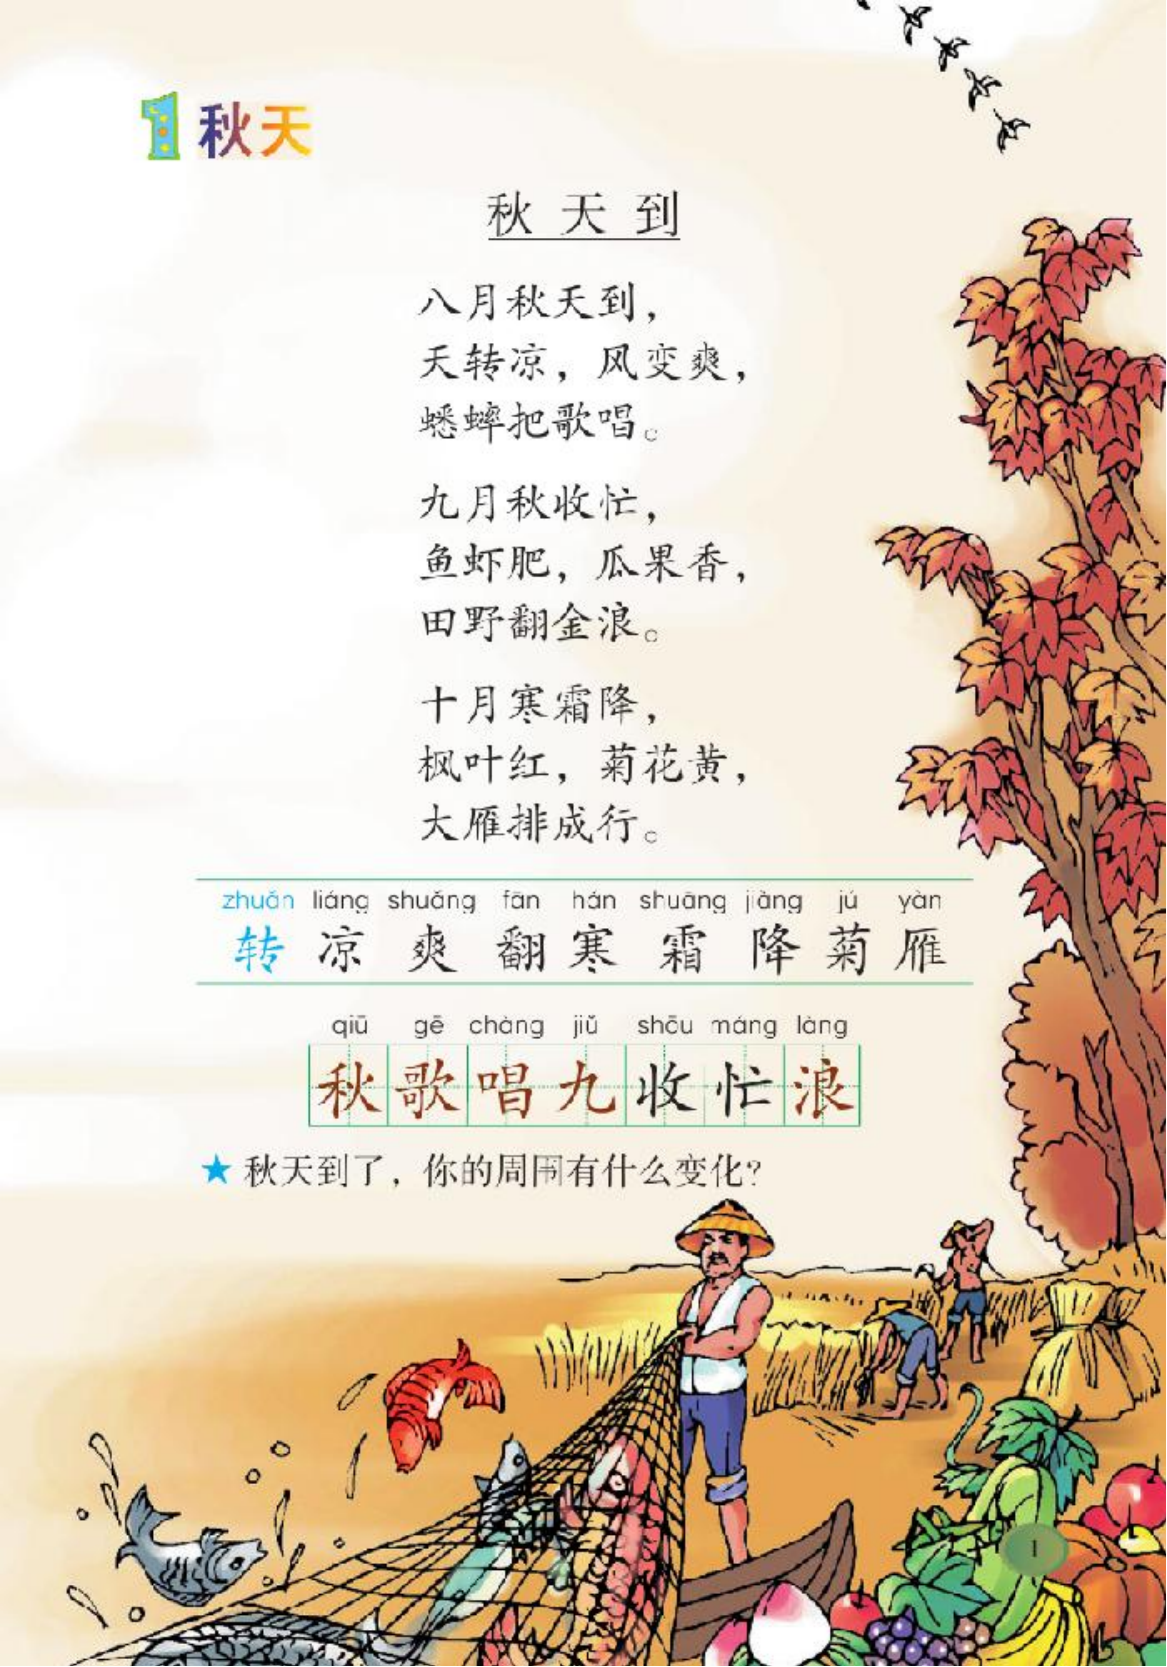 1 秋天
秋天到
八月秋天到，
天转凉，风变爽，
蟋蟀把歌唱。
九月秋收忙，
鱼虾肥，瓜果香，
田野翻金浪。
十月寒霜降，
枫叶红，菊花黄，
大雁排成行。
zhuǎn liáng shuǎng fān hán shuāng jiàng jú yàn
转 凉 爽 翻 寒 霜 降 菊 雁
qiū gē chàng jiǔ shōu máng làng
秋 歌 唱 九 收 忙 浪
★ 秋天到了，你的周围有什么变化？
1